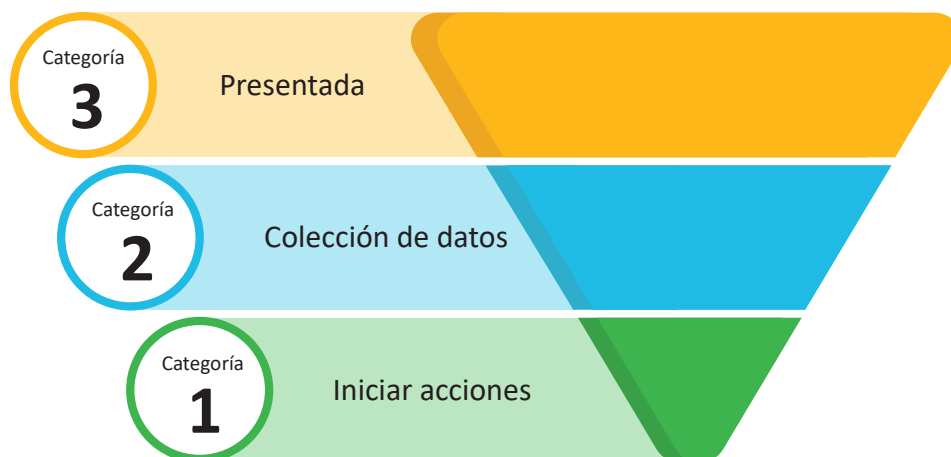 Categoría
3
Presentada
Categoría
2
Colección de datos
Categoría
1
Iniciar acciones